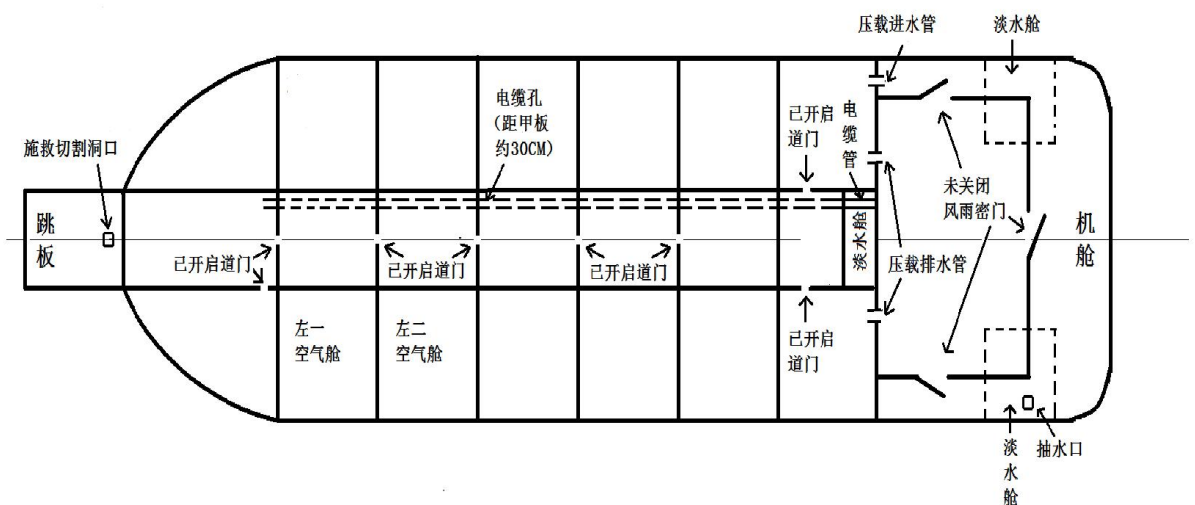 压载进水管
淡水舱
电缆孔
(距甲板
约30CM)
已开启
道门
电
缆
管
施救切割洞口
未关闭
风雨密门
跳
板
淡水舱
机
舱
已开启道门
已开启道门
已开启道门
压载排水管
左一
空气舱
左二
空气舱
已开启
道门
淡
水
舱
抽水口